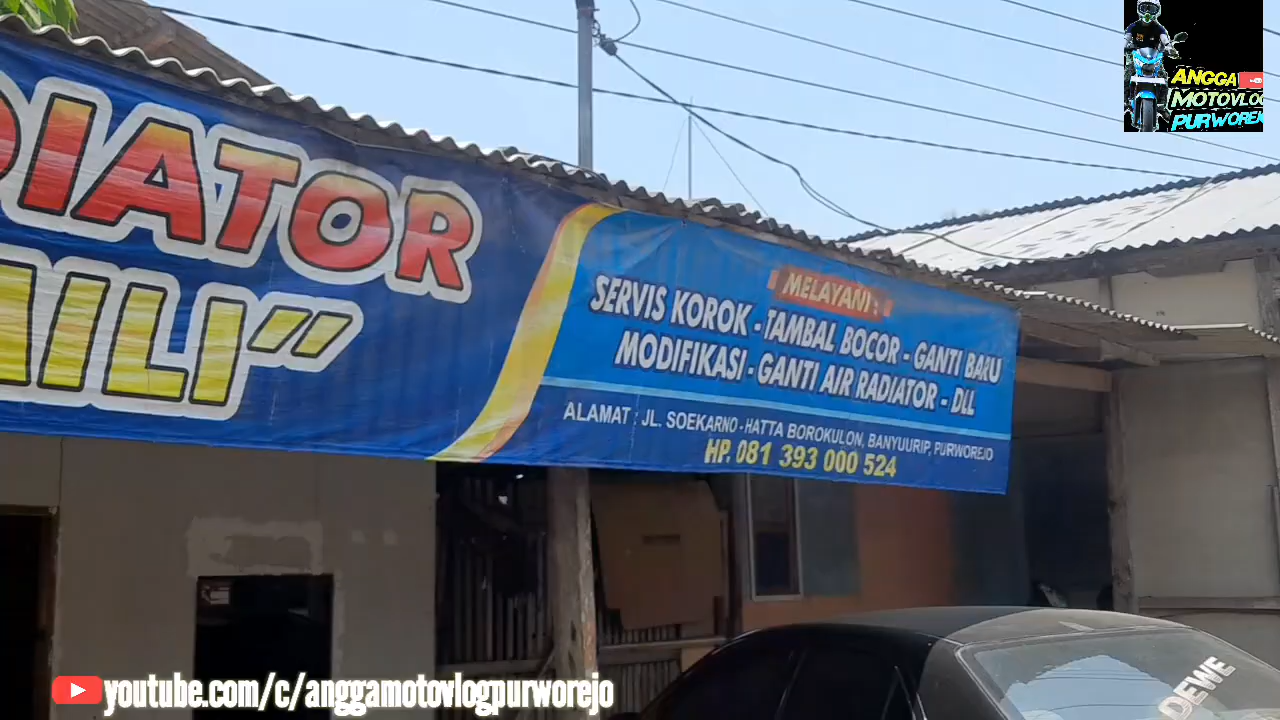 DIATOR
AILI"
MELAYANI :
SERVIS KOROK - TAMBAL BOCOR - GANTI BARU
MODIFIKASI - GANTI AIR RADIATOR - DLL
ALAMAT : JL. SOEKARNO - HATTA BOROKULON, BANYUURIP, PURWOREJO
HP. 081 393 000 524
ANGGA
MOTOVLOG
PURWOREJ
DEWE
youtube.com/c/anggamotovlogpurworejo